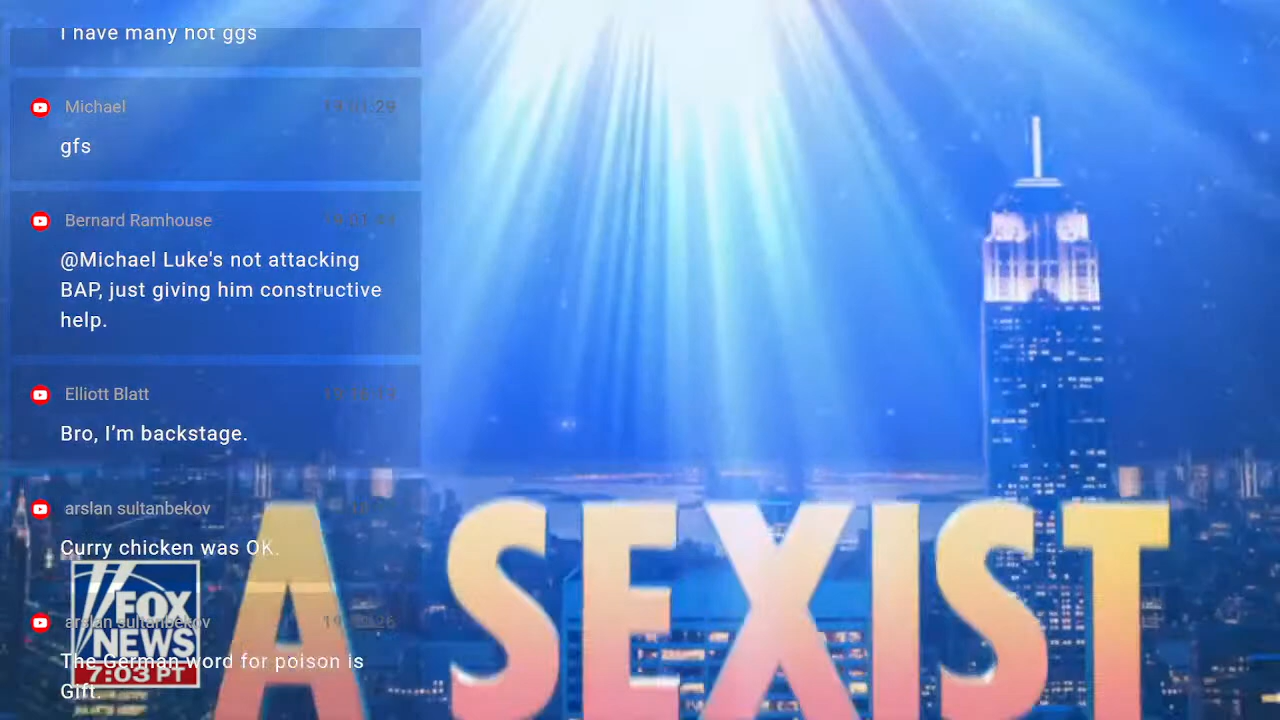 I have many hot ggs
Michael
gfs
Bernard Ramhouse
@Michael Luke's not attacking
BAP, just giving him constructive
help.
Elliott Blatt
Bro, I’m backstage.
arslan sultanbekov
Curry chicken was OK.
arslan sultanbekov
The German word for poison is
Gift.
A SEXIST
FOX
NEWS
7:03 PT